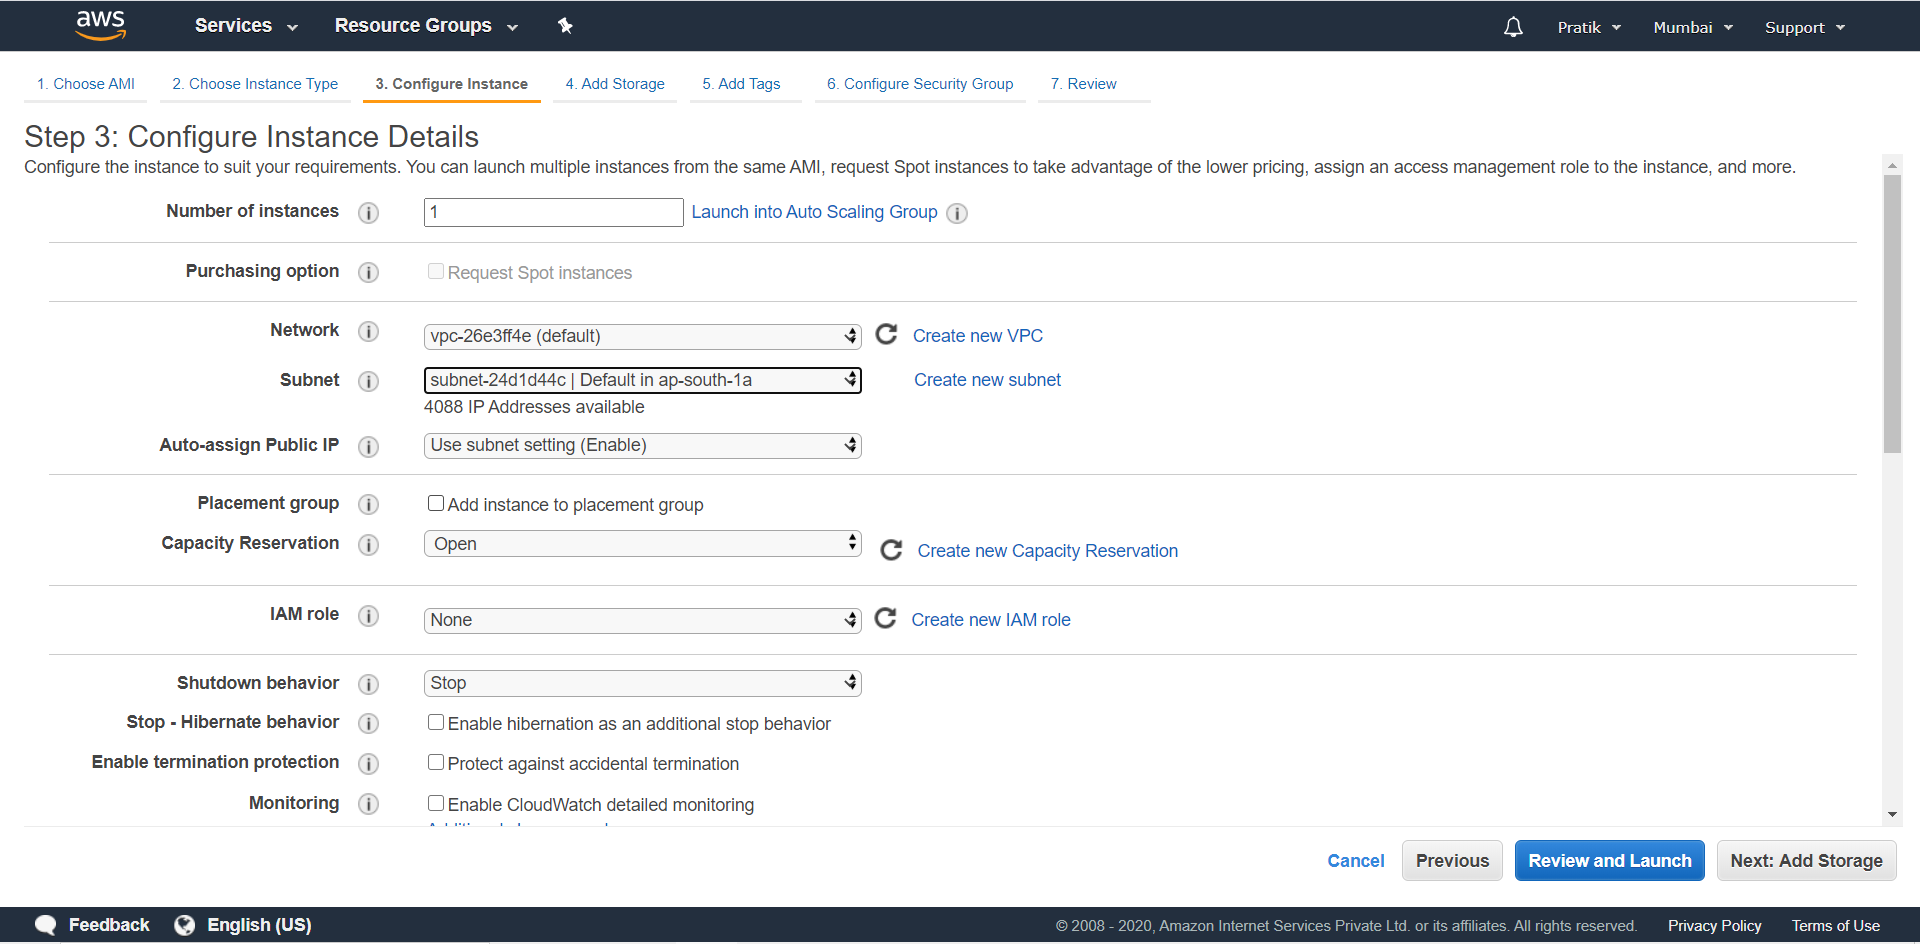 aws Services Resource Groups Pratik Mumbai Support
1. Choose AMI 2. Choose Instance Type 3. Configure Instance 4. Add Storage 5. Add Tags 6. Configure Security Group 7. Review
Step 3: Configure Instance Details
Configure the instance to suit your requirements. You can launch multiple instances from the same AMI, request Spot instances to take advantage of the lower pricing, assign an access management role to the instance, and more.
Number of instances i 1 Launch into Auto Scaling Group i
Purchasing option i Request Spot instances
Network i vpc-26e3ff4e (default) Create new VPC
Subnet i subnet-24d1d44c | Default in ap-south-1a Create new subnet
4088 IP Addresses available
Auto-assign Public IP i Use subnet setting (Enable)
Placement group i Add instance to placement group
Capacity Reservation i Open Create new Capacity Reservation
IAM role i None Create new IAM role
Shutdown behavior i Stop
Stop - Hibernate behavior i Enable hibernation as an additional stop behavior
Enable termination protection i Protect against accidental termination
Monitoring i Enable CloudWatch detailed monitoring
Cancel Previous Review and Launch Next: Add Storage
Feedback English (US) © 2008 - 2020, Amazon Internet Services Private Ltd. or its affiliates. All rights reserved. Privacy Policy Terms of Use